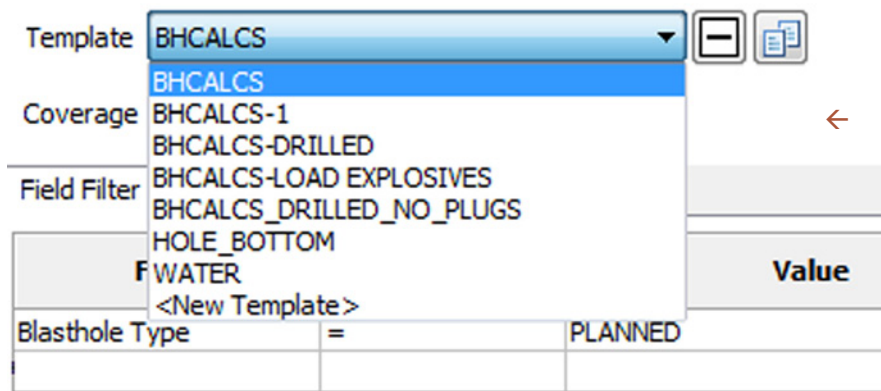 Template BHCALCS
BHCALCS
Coverage BHCALCS-1
BHCALCS-DRILLED
Field Filter BHCALCS-LOAD EXPLOSIVES
BHCALCS_DRILLED_NO_PLUGS
HOLE_BOTTOM
F WATER Value
<New Template>
Blasthole Type = PLANNED